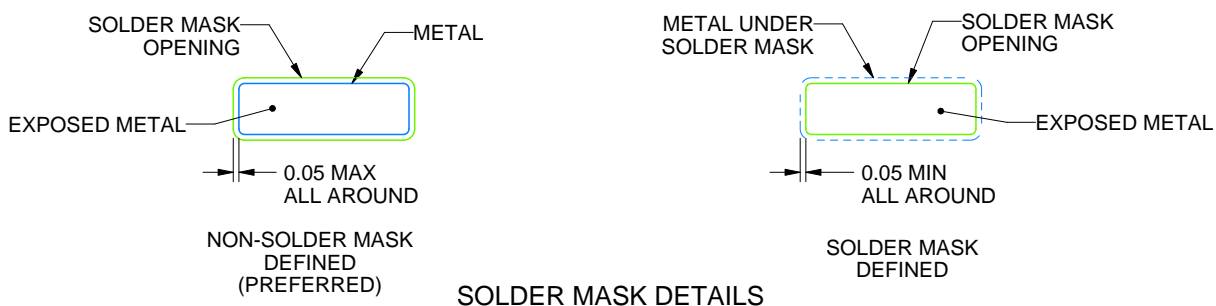 SOLDER MASK
OPENING
METAL
EXPOSED METAL
0.05 MAX
ALL AROUND
NON-SOLDER MASK
DEFINED
(PREFERRED)
METAL UNDER
SOLDER MASK
SOLDER MASK
OPENING
EXPOSED METAL
0.05 MIN
ALL AROUND
SOLDER MASK
DEFINED
SOLDER MASK DETAILS